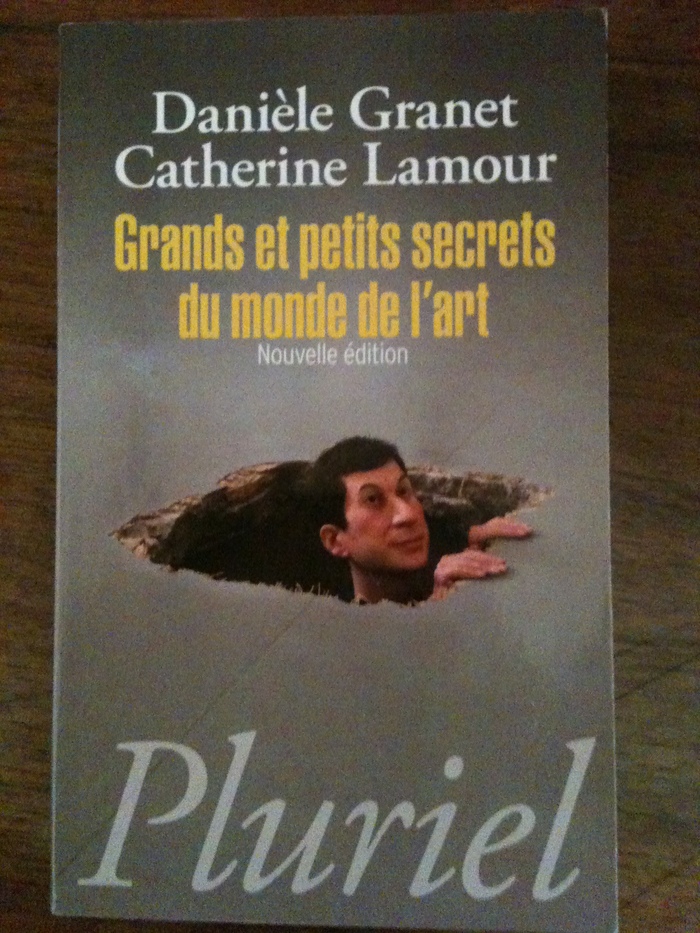 Danièle Granet
Catherine Lamour
Grands et petits secrets
du monde de l'art
Nouvelle édition
Pluriel